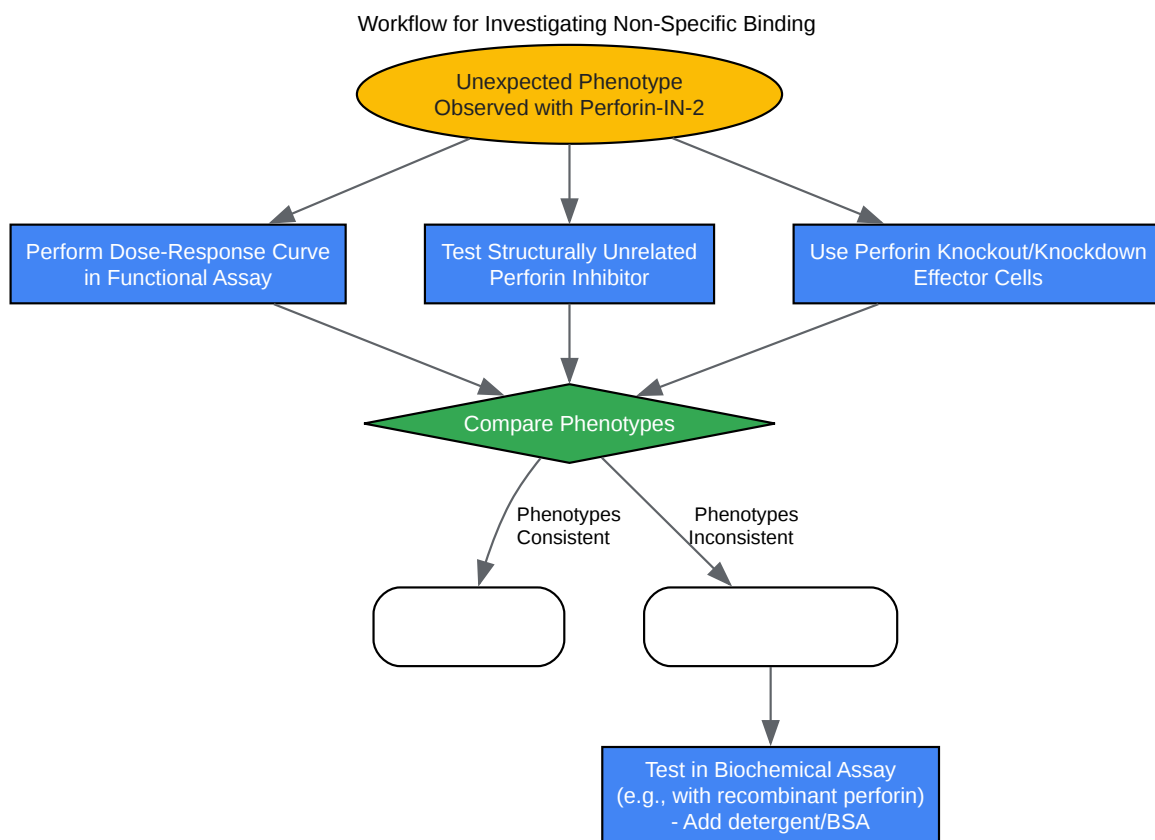 Workflow for Investigating Non-Specific Binding
Unexpected Phenotype
Observed with Perforin-IN-2
Perform Dose-Response Curve
in Functional Assay
Test Structurally Unrelated
Perforin Inhibitor
Use Perforin Knockout/Knockdown
Effector Cells
Compare Phenotypes
Phenotypes
Consistent
Phenotypes
Inconsistent
Test in Biochemical Assay
(e.g., with recombinant perforin)
- Add detergent/BSA